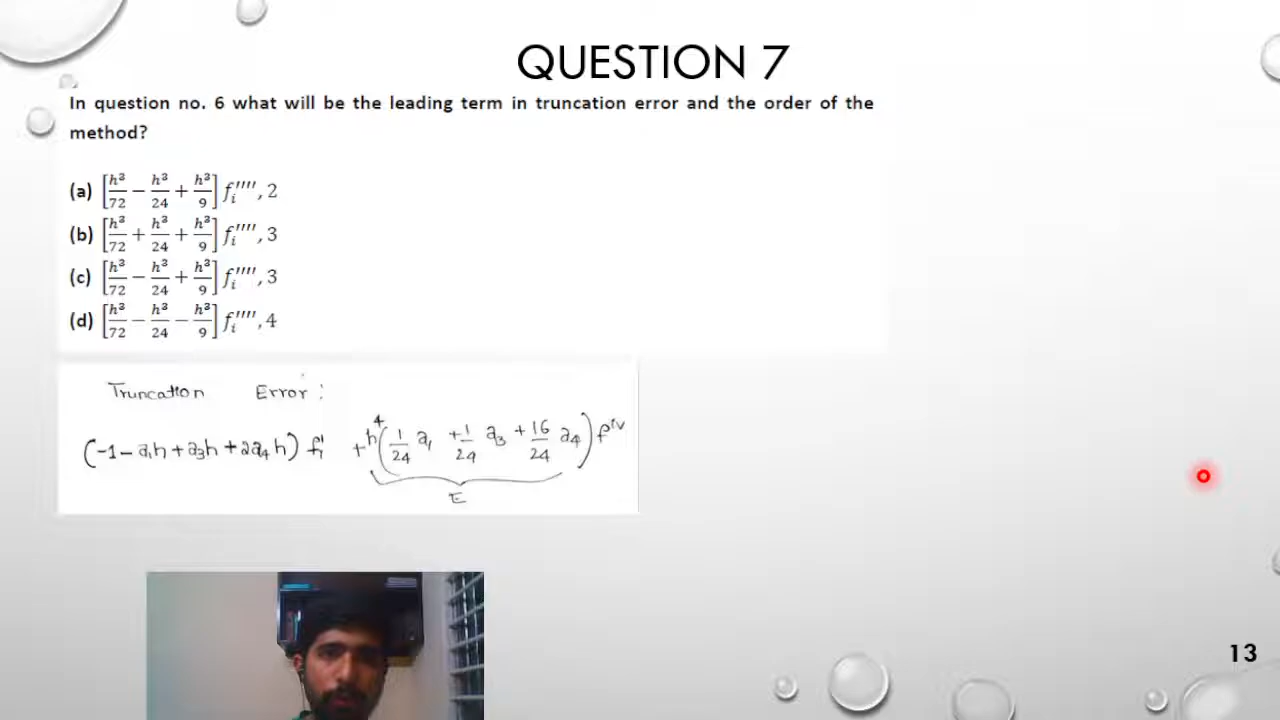 QUESTION 7
In question no. 6 what will be the leading term in truncation error and the order of the
method?
(a) [h³/72 − h³/24 + h³/9] fᵢ'''', 2
(b) [h³/72 + h³/24 + h³/9] fᵢ'''', 3
(c) [h³/72 − h³/24 + h³/9] fᵢ'''', 3
(d) [h³/72 − h³/24 − h³/9] fᵢ'''', 4
Truncation Error :
(-1 - a₁h + a₃h + 2a₄h) fᵢ' + h⁴(1/24 a₁ + 1/24 a₃ + 16/24 a₄) fⁱᵛ
E
13